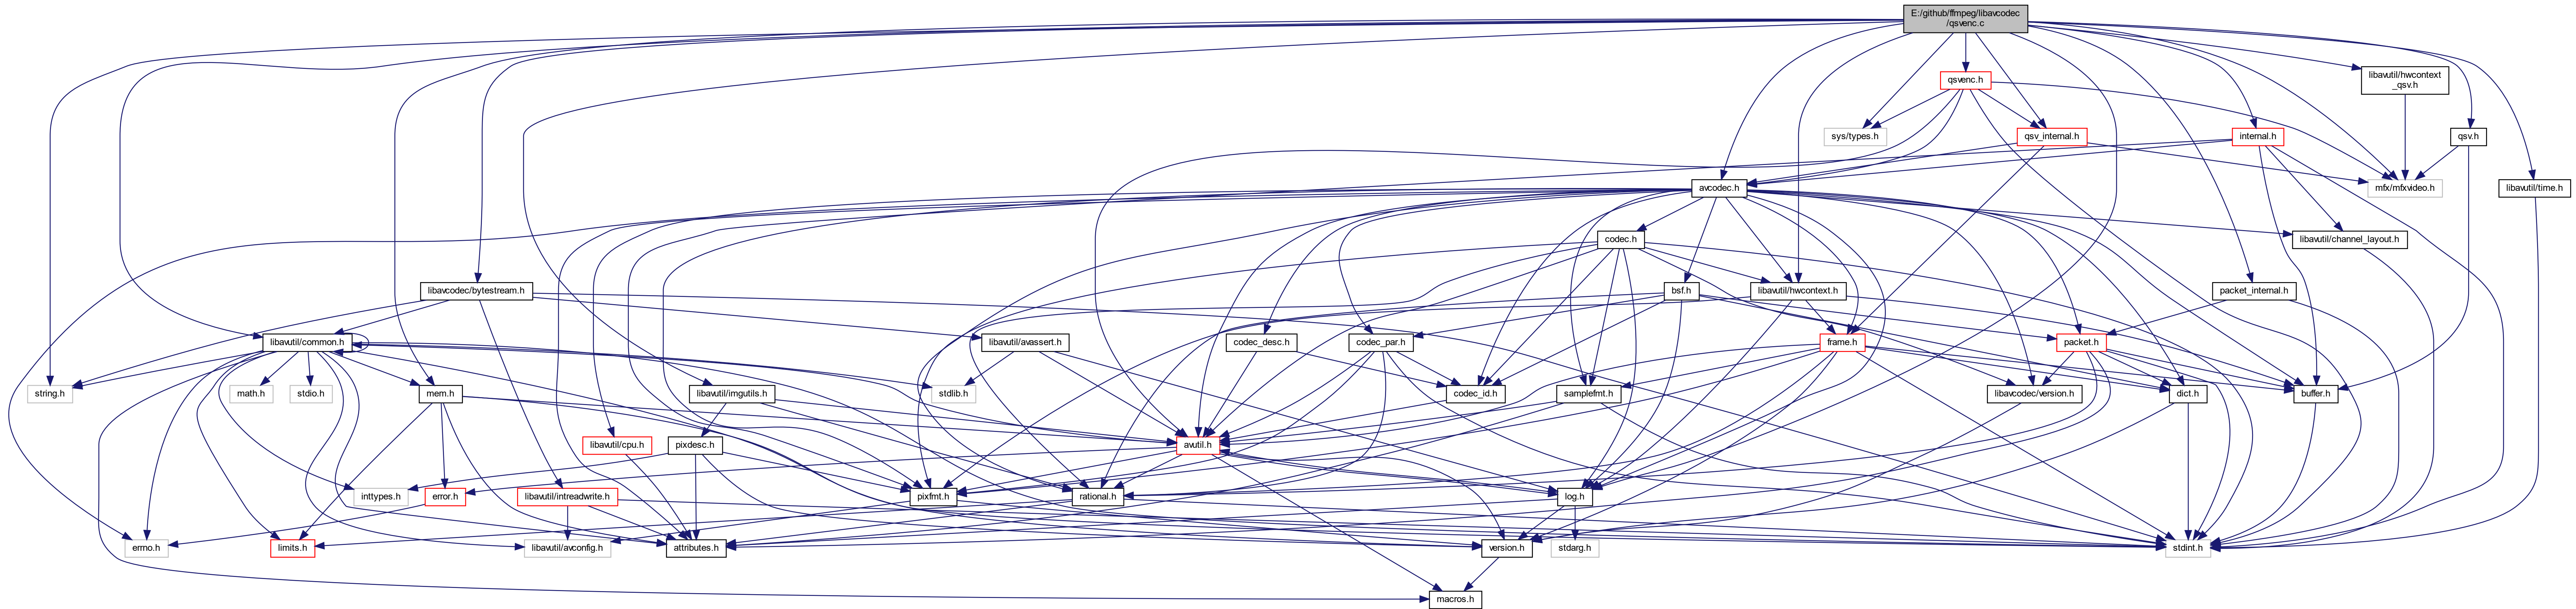 E:/github/ffmpeg/libavcodec
/qsvenc.c
qsvenc.h
libavutil/hwcontext
_qsv.h
sys/types.h
qsv_internal.h
internal.h
qsv.h
avcodec.h
mfx/mfxvideo.h
libavutil/time.h
codec.h
libavutil/channel_layout.h
libavcodec/bytestream.h
bsf.h
libavutil/hwcontext.h
packet_internal.h
libavutil/common.h
libavutil/avassert.h
codec_desc.h
codec_par.h
frame.h
packet.h
string.h
math.h
stdio.h
mem.h
libavutil/imgutils.h
stdlib.h
codec_id.h
samplefmt.h
libavcodec/version.h
dict.h
buffer.h
libavutil/cpu.h
pixdesc.h
avutil.h
inttypes.h
error.h
libavutil/intreadwrite.h
pixfmt.h
rational.h
log.h
errno.h
limits.h
libavutil/avconfig.h
attributes.h
version.h
stdarg.h
stdint.h
macros.h